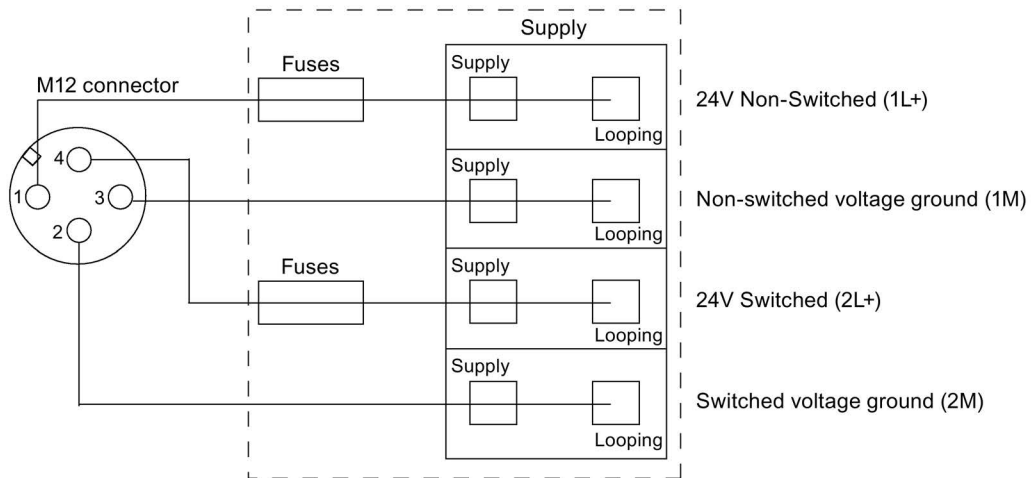 Supply
Fuses
Supply
M12 connector
24V Non-Switched (1L+)
Looping
4
Supply
1
3
Non-switched voltage ground (1M)
2
Looping
Fuses
Supply
24V Switched (2L+)
Looping
Supply
Switched voltage ground (2M)
Looping